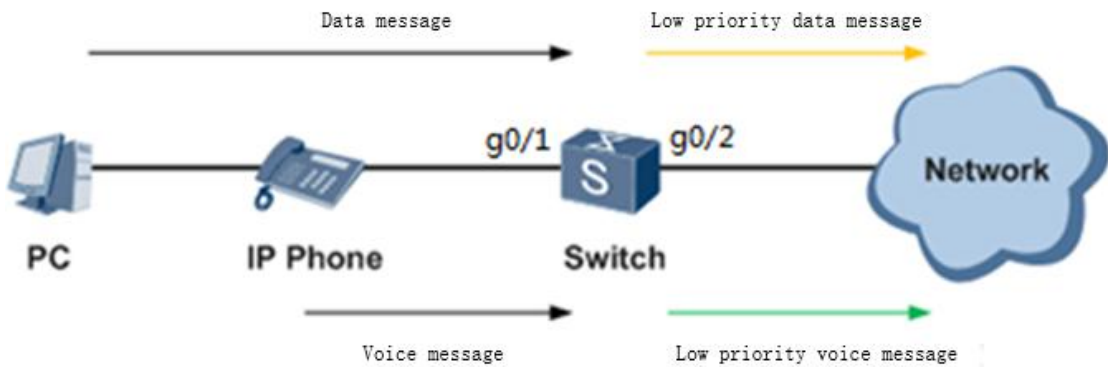 Data message
Low priority data message
g0/1
g0/2
S
Network
PC
IP Phone
Switch
Voice message
Low priority voice message